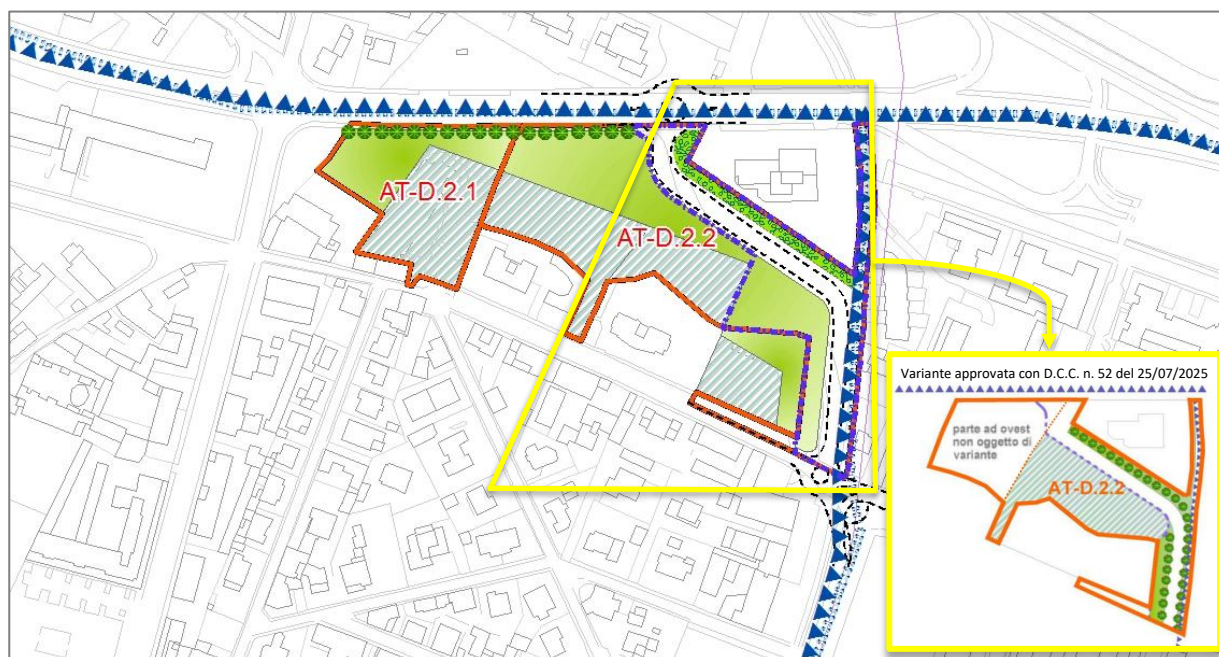 AT-D.2.1
AT-D.2.2
Variante approvata con D.C.C. n. 52 del 25/07/2025
parte ad ovest
non oggetto di
variante
AT-D.2.2